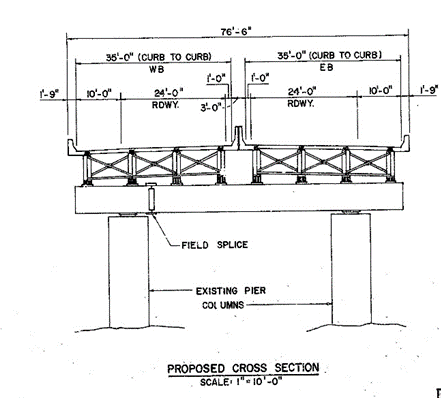 76'-6"
35'-0" (CURB TO CURB) 35'-0" (CURB TO CURB)
WB EB
1'-0" 1'-0"
1'-9" 10'-0" 24'-0" 24'-0" 10'-0" 1'-9"
RDWY. 3'-0" RDWY.
FIELD SPLICE
EXISTING PIER
COLUMNS
PROPOSED CROSS SECTION
SCALE: 1" = 10'-0"